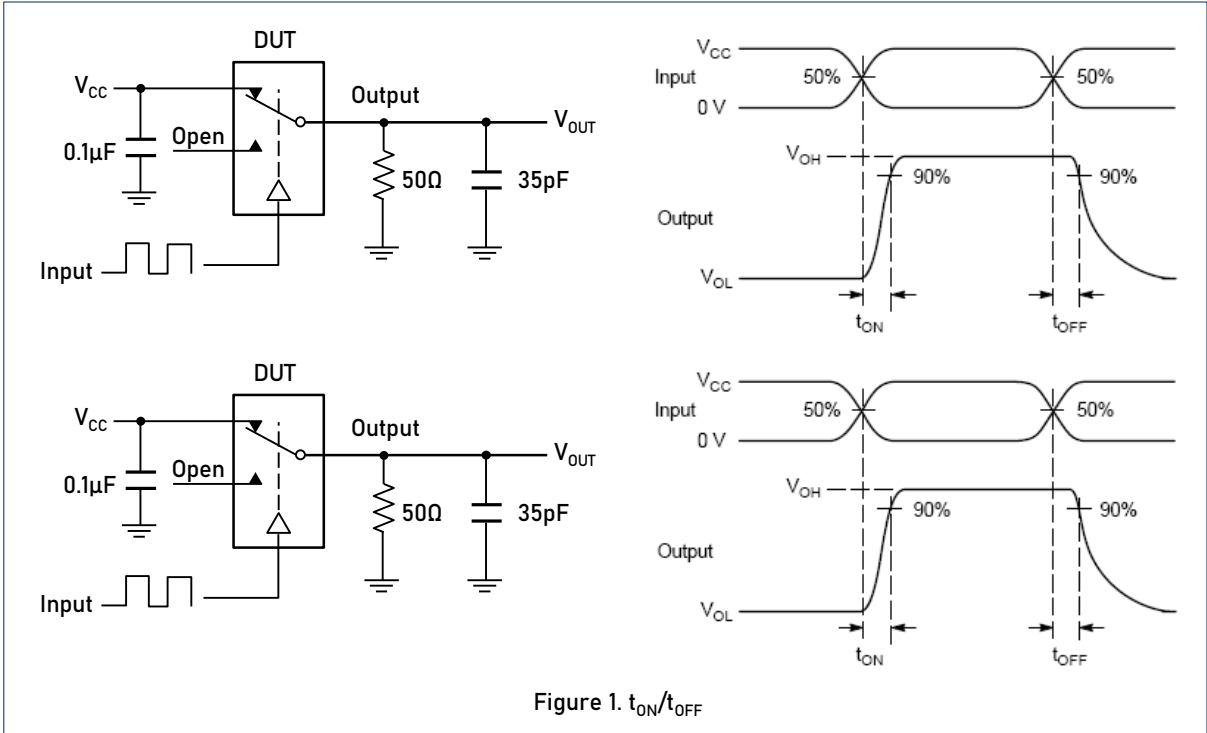 DUT
V_CC
Output
V_OUT
Open
0.1µF
50Ω
35pF
Input
V_CC
Input
50%
50%
0 V
V_OH
90%
90%
Output
V_OL
t_ON
t_OFF
DUT
V_CC
Output
V_OUT
Open
0.1µF
50Ω
35pF
Input
V_CC
Input
50%
50%
0 V
V_OH
90%
90%
Output
V_OL
t_ON
t_OFF
Figure 1. t_ON/t_OFF